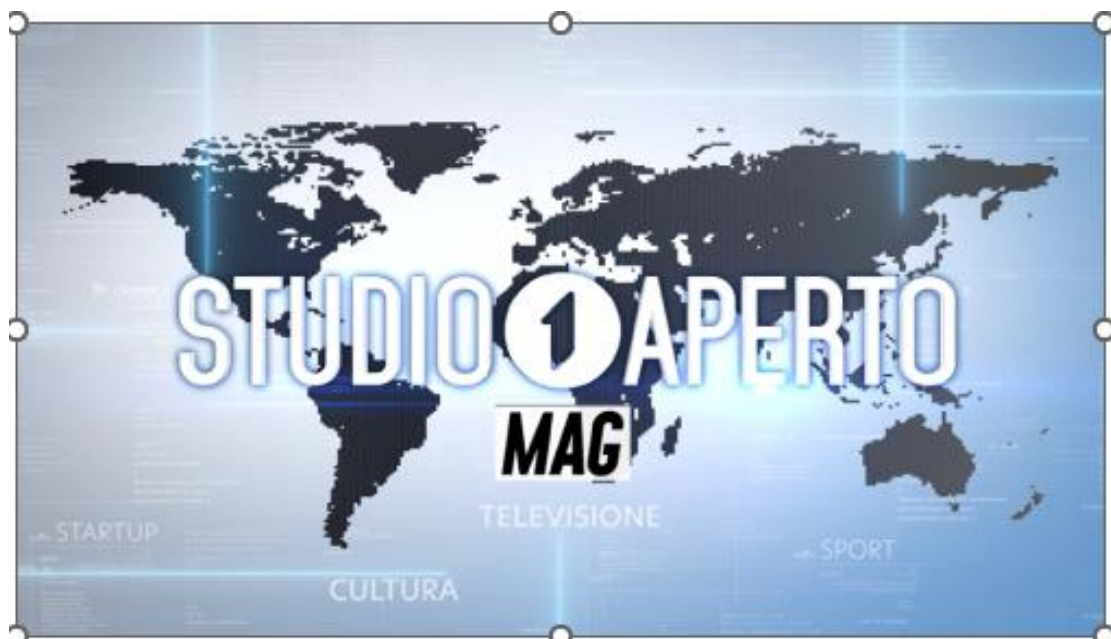 STUDIO 1 APERTO
MAG
TELEVISIONE
STARTUP
SPORT
CULTURA